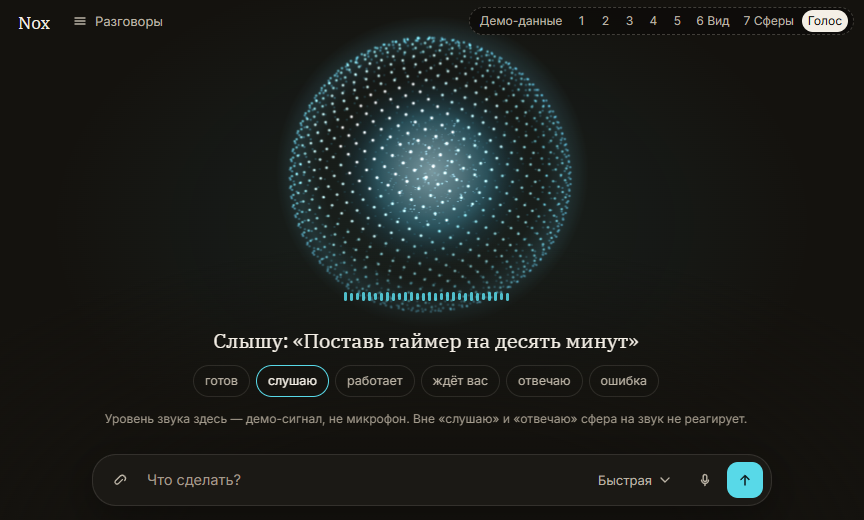 Nox Разговоры Демо-данные 1 2 3 4 5 6 Вид 7 Сферы Голос
Слышу: «Поставь таймер на десять минут»
готов слушаю работает ждёт вас отвечаю ошибка
Уровень звука здесь — демо-сигнал, не микрофон. Вне «слушаю» и «отвечаю» сфера на звук не реагирует.
Что сделать? Быстрая